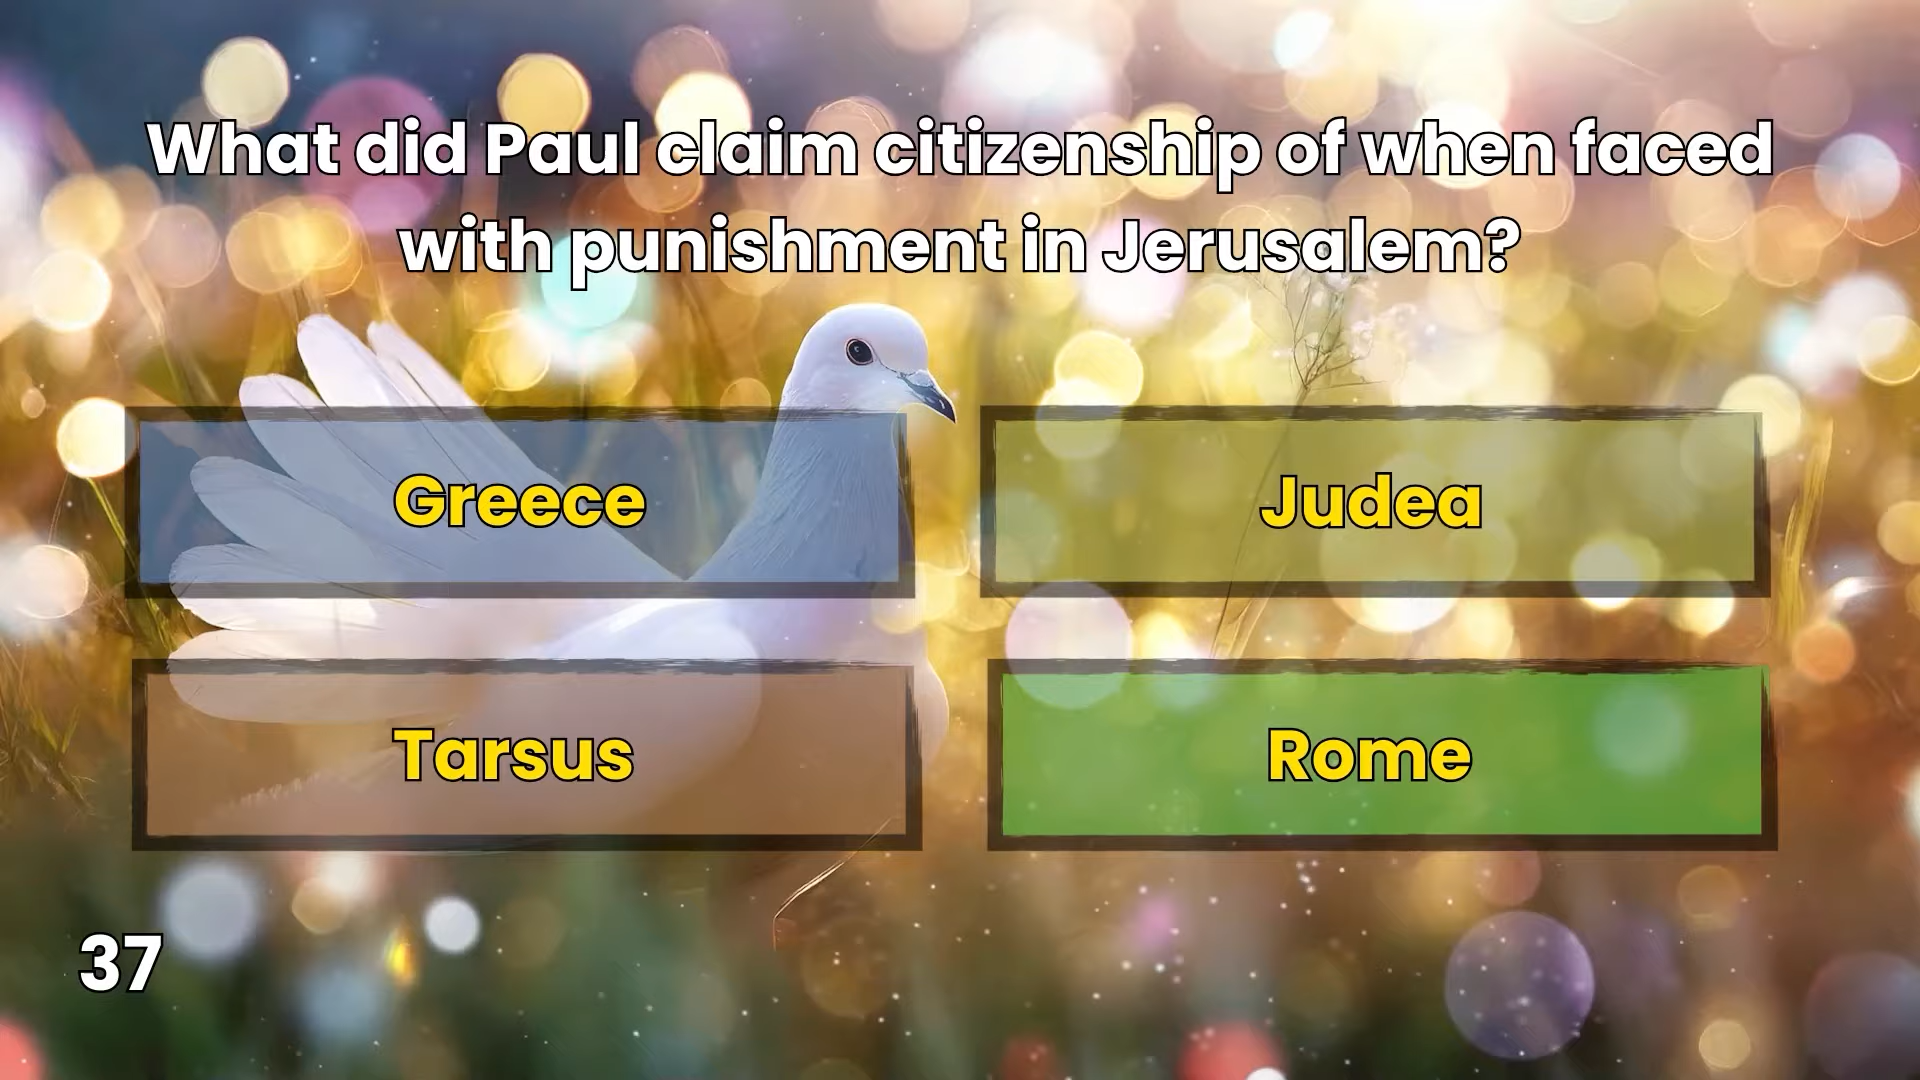 What did Paul claim citizenship of when faced
with punishment in Jerusalem?
Greece
Judea
Tarsus
Rome
37